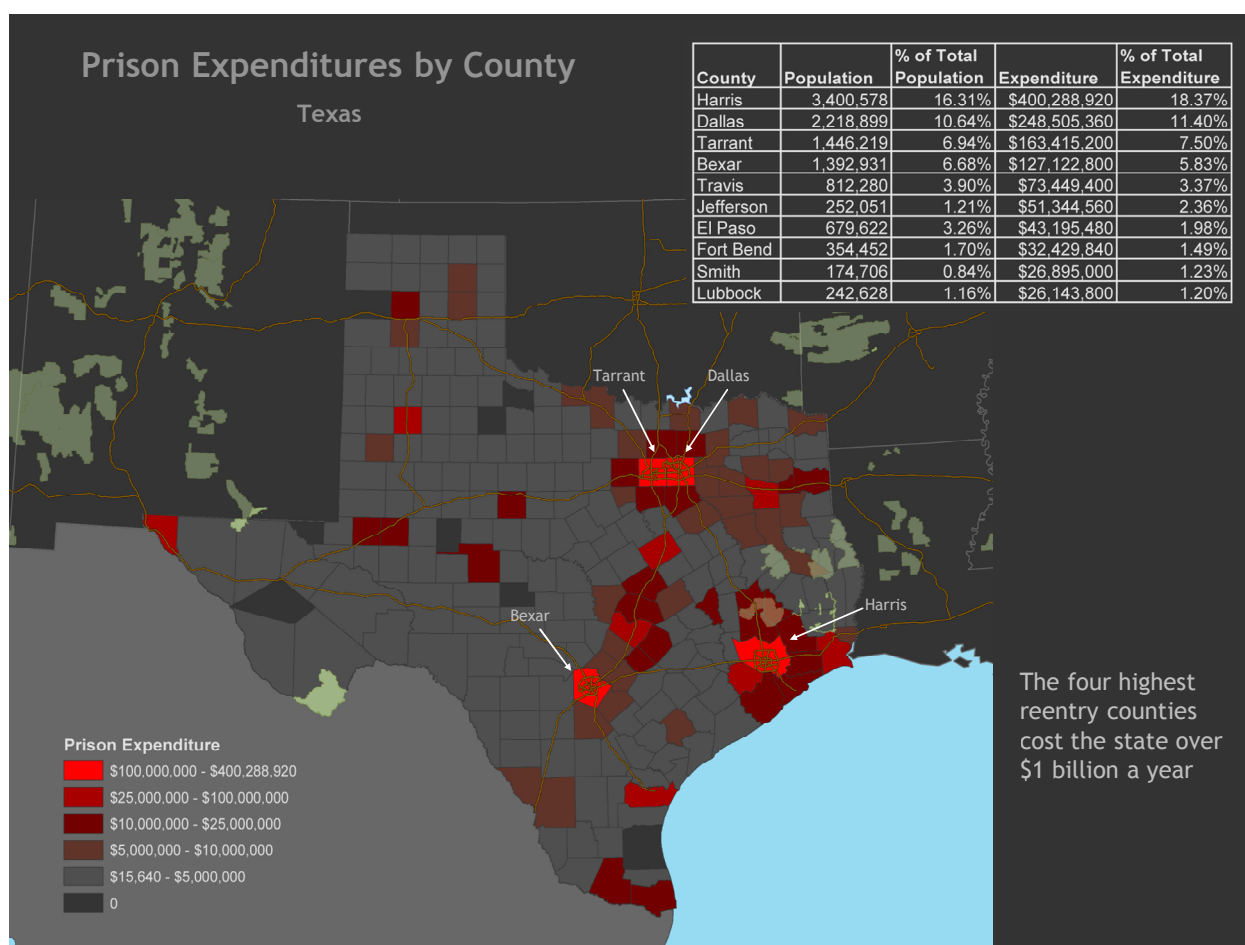 Prison Expenditures by County
Texas
County Population % of Total Population Expenditure % of Total Expenditure
Harris 3,400,578 16.31% $400,288,920 18.37%
Dallas 2,218,899 10.64% $248,505,360 11.40%
Tarrant 1,446,219 6.94% $163,415,200 7.50%
Bexar 1,392,931 6.68% $127,122,800 5.83%
Travis 812,280 3.90% $73,449,400 3.37%
Jefferson 252,051 1.21% $51,344,560 2.36%
El Paso 679,622 3.26% $43,195,480 1.98%
Fort Bend 354,452 1.70% $32,429,840 1.49%
Smith 174,706 0.84% $26,895,000 1.23%
Lubbock 242,628 1.16% $26,143,800 1.20%
Tarrant
Dallas
Harris
Bexar
The four highest
reentry counties
cost the state over
$1 billion a year
Prison Expenditure
$100,000,000 - $400,288,920
$25,000,000 - $100,000,000
$10,000,000 - $25,000,000
$5,000,000 - $10,000,000
$15,640 - $5,000,000
0